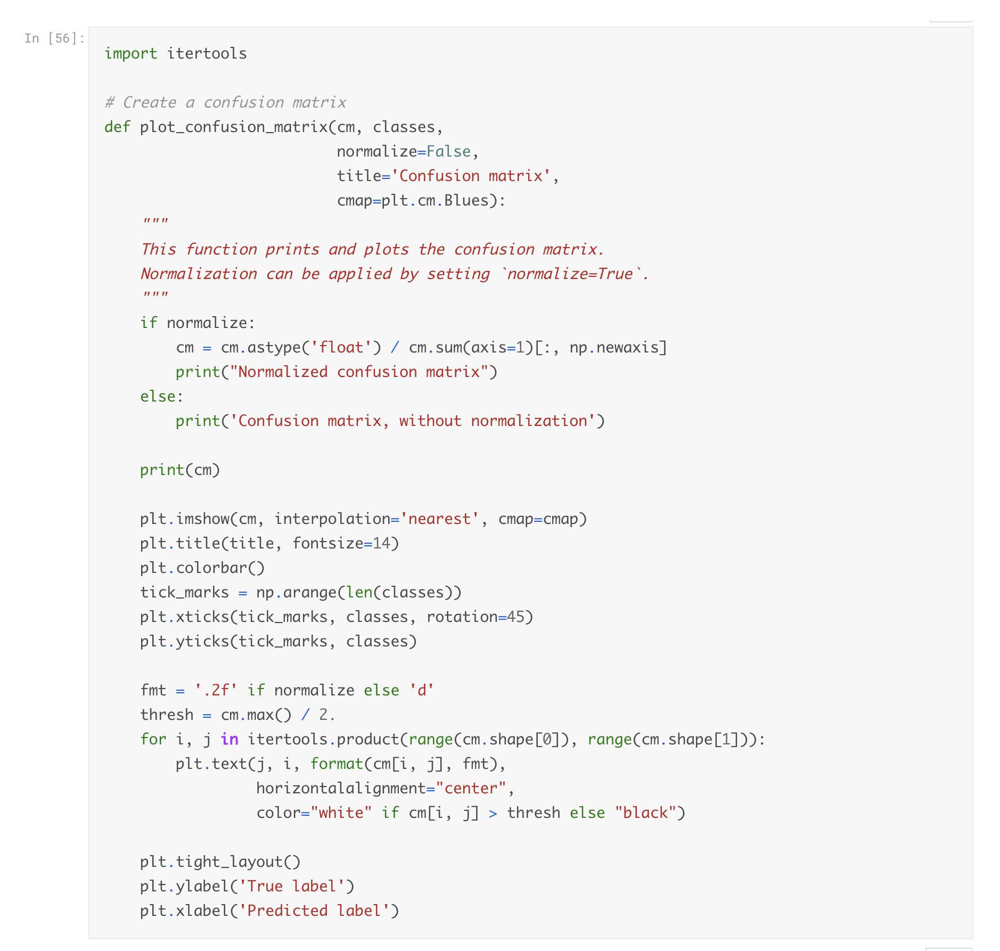 In [56]:
import itertools

# Create a confusion matrix
def plot_confusion_matrix(cm, classes,
                          normalize=False,
                          title='Confusion matrix',
                          cmap=plt.cm.Blues):
    """
    This function prints and plots the confusion matrix.
    Normalization can be applied by setting `normalize=True`.
    """
    if normalize:
        cm = cm.astype('float') / cm.sum(axis=1)[:, np.newaxis]
        print("Normalized confusion matrix")
    else:
        print('Confusion matrix, without normalization')

    print(cm)

    plt.imshow(cm, interpolation='nearest', cmap=cmap)
    plt.title(title, fontsize=14)
    plt.colorbar()
    tick_marks = np.arange(len(classes))
    plt.xticks(tick_marks, classes, rotation=45)
    plt.yticks(tick_marks, classes)

    fmt = '.2f' if normalize else 'd'
    thresh = cm.max() / 2.
    for i, j in itertools.product(range(cm.shape[0]), range(cm.shape[1])):
        plt.text(j, i, format(cm[i, j], fmt),
                 horizontalalignment="center",
                 color="white" if cm[i, j] > thresh else "black")

    plt.tight_layout()
    plt.ylabel('True label')
    plt.xlabel('Predicted label')